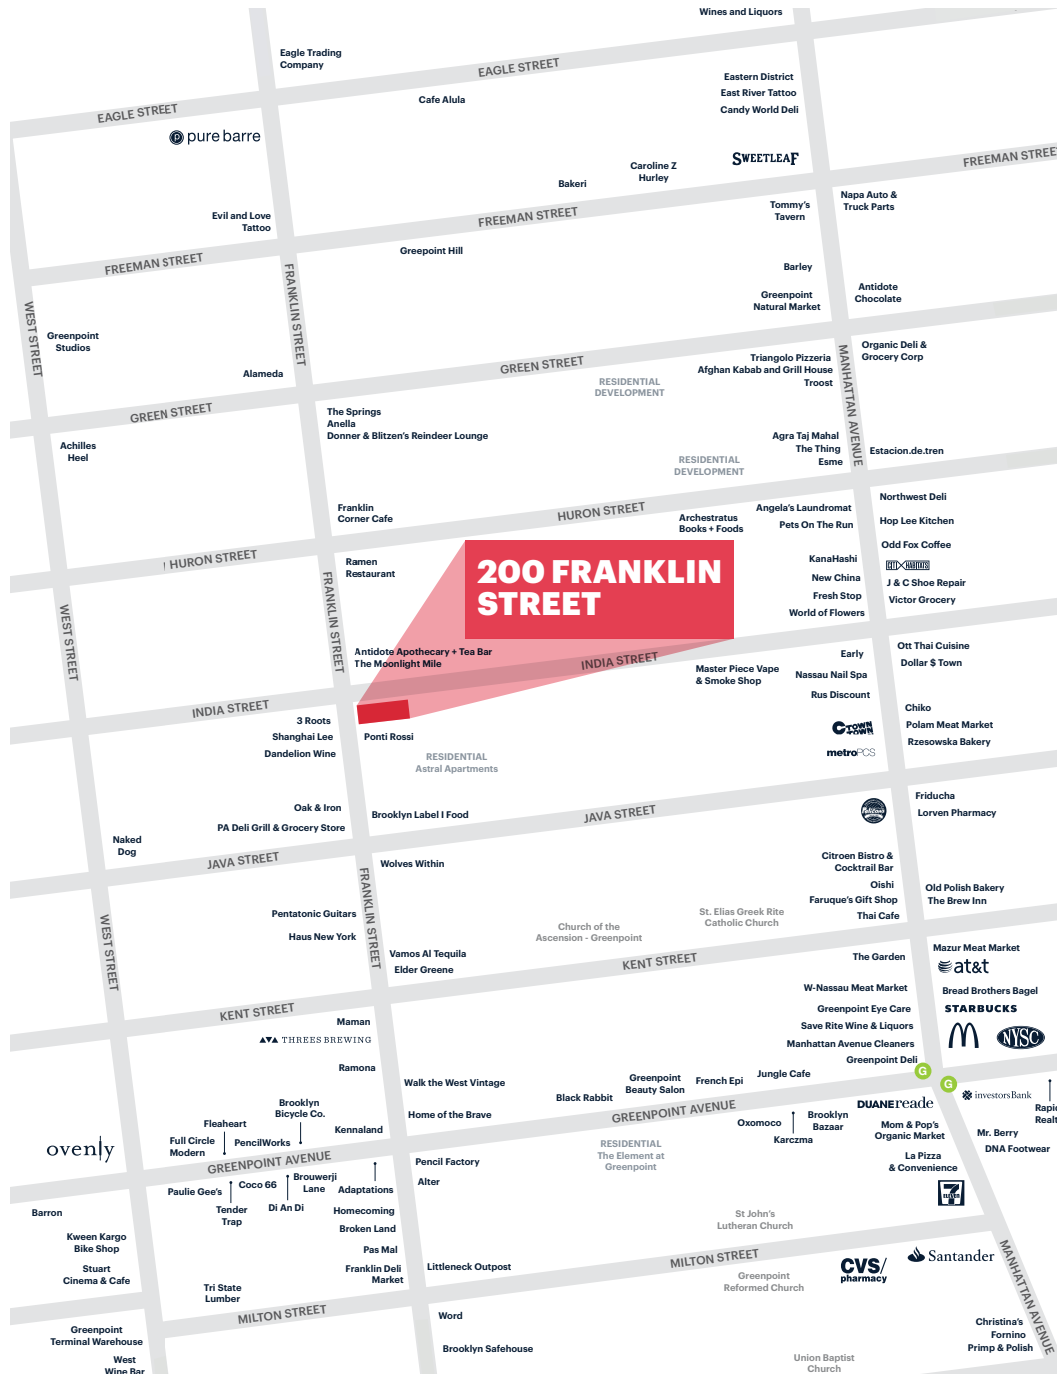 Wines and Liquors
Eagle Trading
Company
EAGLE STREET
Eastern District
East River Tattoo
Candy World Deli
Cafe Alula
EAGLE STREET
pure barre
SWEETLEAF
FREEMAN STREE
Caroline Z
Hurley
Bakeri
Napa Auto &
Truck Parts
Tommy's
Tavern
Evil and Love
Tattoo
FREEMAN STREET
Greepoint Hill
FREEMAN STREET
Barley
Greenpoint
Natural Market
Antidote
Chocolate
FRANKLIN STREET
WEST STREET
Greenpoint
Studios
Alameda
GREEN STREET
GREEN STREET
RESIDENTIAL
DEVELOPMENT
Triangolo Pizzeria
Afghan Kabab and Grill House
Troost
MANHATTAN AVENUE
Organic Deli &
Grocery Corp
The Springs
Anella
Donner & Blitzen's Reindeer Lounge
Achilles
Heel
Agra Taj Mahal
The Thing
Esme
Estacion.de.tren
RESIDENTIAL
DEVELOPMENT
Franklin
Corner Cafe
HURON STREET
HURON STREET
Archestratus
Books + Foods
Angela's Laundromat
Pets On The Run
Northwest Deli
Hop Lee Kitchen
Odd Fox Coffee
CITY HABITATS
J & C Shoe Repair
Victor Grocery
Ramen
Restaurant
200 FRANKLIN
STREET
KanaHashi
New China
Fresh Stop
World of Flowers
WEST STREET
FRANKLIN STREET
Antidote Apothecary + Tea Bar
The Moonlight Mile
INDIA STREET
INDIA STREET
Master Piece Vape
& Smoke Shop
Early
Nassau Nail Spa
Rus Discount
Ott Thai Cuisine
Dollar $ Town
Chiko
Polam Meat Market
Rzesowska Bakery
CTOWN
metroPCS
3 Roots
Shanghai Lee
Dandelion Wine
Ponti Rossi
RESIDENTIAL
Astral Apartments
Oak & Iron
PA Deli Grill & Grocery Store
Brooklyn Label I Food
JAVA STREET
JAVA STREET
Friducha
Lorven Pharmacy
Naked
Dog
Wolves Within
FRANKLIN STREET
Citroen Bistro &
Cocktrail Bar
Oishi
Faruque's Gift Shop
Thai Cafe
Old Polish Bakery
The Brew Inn
WEST STREET
Pentatonic Guitars
Haus New York
Church of the
Ascension - Greenpoint
St. Elias Greek Rite
Catholic Church
Vamos Al Tequila
Elder Greene
KENT STREET
KENT STREET
The Garden
Mazur Meat Market
at&t
W-Nassau Meat Market
Greenpoint Eye Care
Save Rite Wine & Liquors
Manhattan Avenue Cleaners
Greenpoint Deli
Bread Brothers Bagel
STARBUCKS
NYSC
Maman
THREES BREWING
Ramona
Walk the West Vintage
Home of the Brave
Black Rabbit
Greenpoint
Beauty Salon
French Epi
Jungle Cafe
G
G
investorsBank
Rapid
Realt
GREENPOINT AVENUE
GREENPOINT AVENUE
Oxomoco
Karczma
Brooklyn
Bazaar
DUANEreade
Mom & Pop's
Organic Market
Mr. Berry
DNA Footwear
La Pizza
& Convenience
7
ELEVEN
Brooklyn
Bicycle Co.
Fleaheart
Full Circle
Modern
PencilWorks
Kennaland
ovenly
Paulie Gee's
Coco 66
Tender
Trap
Di An Di
Brouwerji
Lane
Adaptations
Pencil Factory
Alter
RESIDENTIAL
The Element at
Greenpoint
Homecoming
Broken Land
Pas Mal
Franklin Deli
Market
Barron
Kween Kargo
Bike Shop
Stuart
Cinema & Cafe
Tri State
Lumber
Littleneck Outpost
St John's
Lutheran Church
MILTON STREET
MILTON STREET
Greenpoint
Reformed Church
CVS/
pharmacy
Santander
MANHATTAN AVENUE
Greenpoint
Terminal Warehouse
West
Wine Bar
Word
Brooklyn Safehouse
Union Baptist
Church
Christina's
Fornino
Primp & Polish